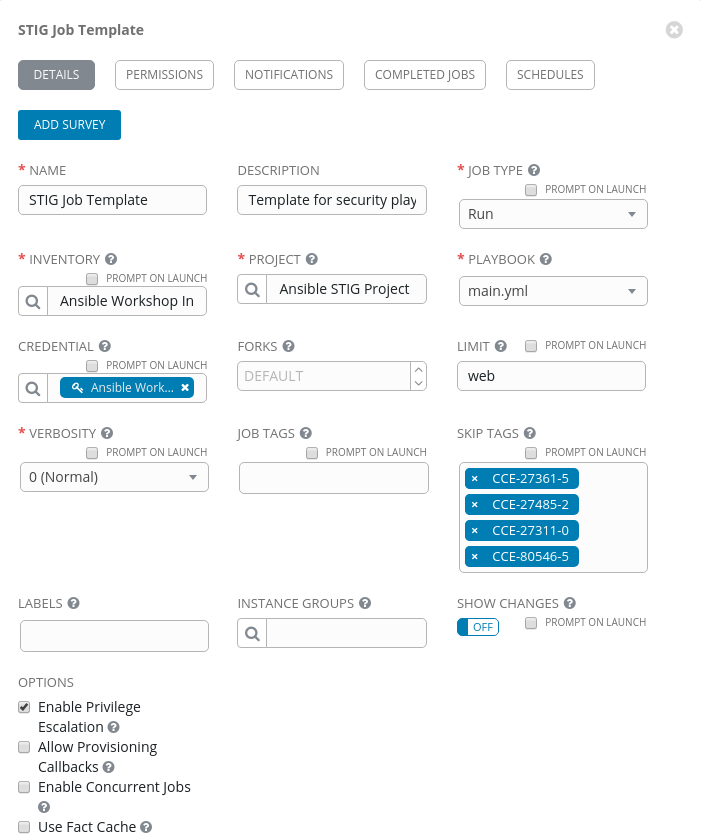 STIG Job Template
DETAILS PERMISSIONS NOTIFICATIONS COMPLETED JOBS SCHEDULES
ADD SURVEY
* NAME DESCRIPTION * JOB TYPE ?
PROMPT ON LAUNCH
STIG Job Template Template for security play Run
* INVENTORY ? * PROJECT ? * PLAYBOOK ?
PROMPT ON LAUNCH
Ansible Workshop In Ansible STIG Project main.yml
CREDENTIAL ? FORKS ? LIMIT ? PROMPT ON LAUNCH
PROMPT ON LAUNCH
Ansible Work... × DEFAULT web
* VERBOSITY ? JOB TAGS ? SKIP TAGS ?
PROMPT ON LAUNCH PROMPT ON LAUNCH PROMPT ON LAUNCH
0 (Normal)
× CCE-27361-5
× CCE-27485-2
× CCE-27311-0
× CCE-80546-5
LABELS ? INSTANCE GROUPS ? SHOW CHANGES ?
OFF PROMPT ON LAUNCH
OPTIONS
Enable Privilege
Escalation ?
Allow Provisioning
Callbacks ?
Enable Concurrent Jobs
?
Use Fact Cache ?